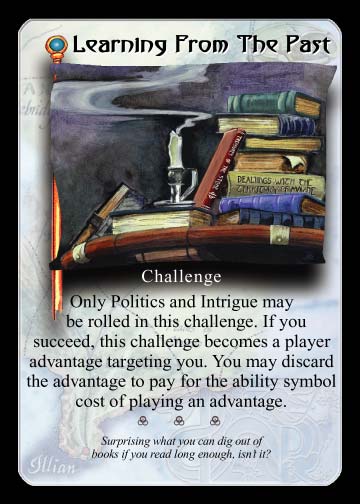 Learning From The Past
DEALINGS WITH THE
Challenge
Only Politics and Intrigue may
be rolled in this challenge. If you
succeed, this challenge becomes a player
advantage targeting you. You may discard
the advantage to pay for the ability symbol
cost of playing an advantage.
Surprising what you can dig out of
books if you read long enough, isn't it?
Illian